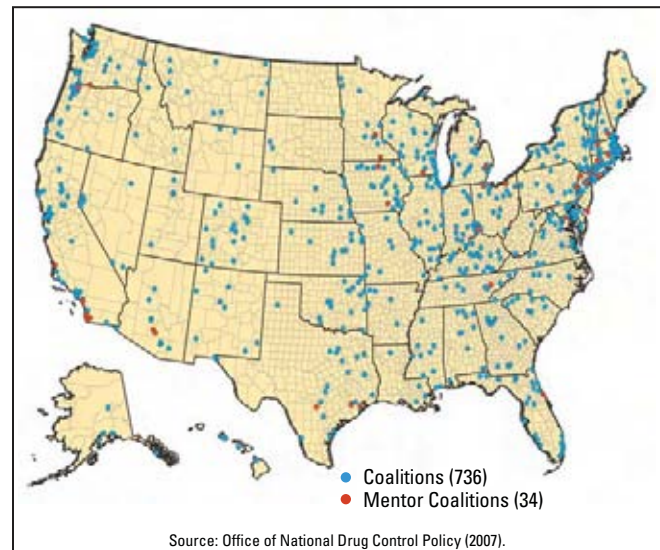 Coalitions (736)
Mentor Coalitions (34)
Source: Office of National Drug Control Policy (2007).